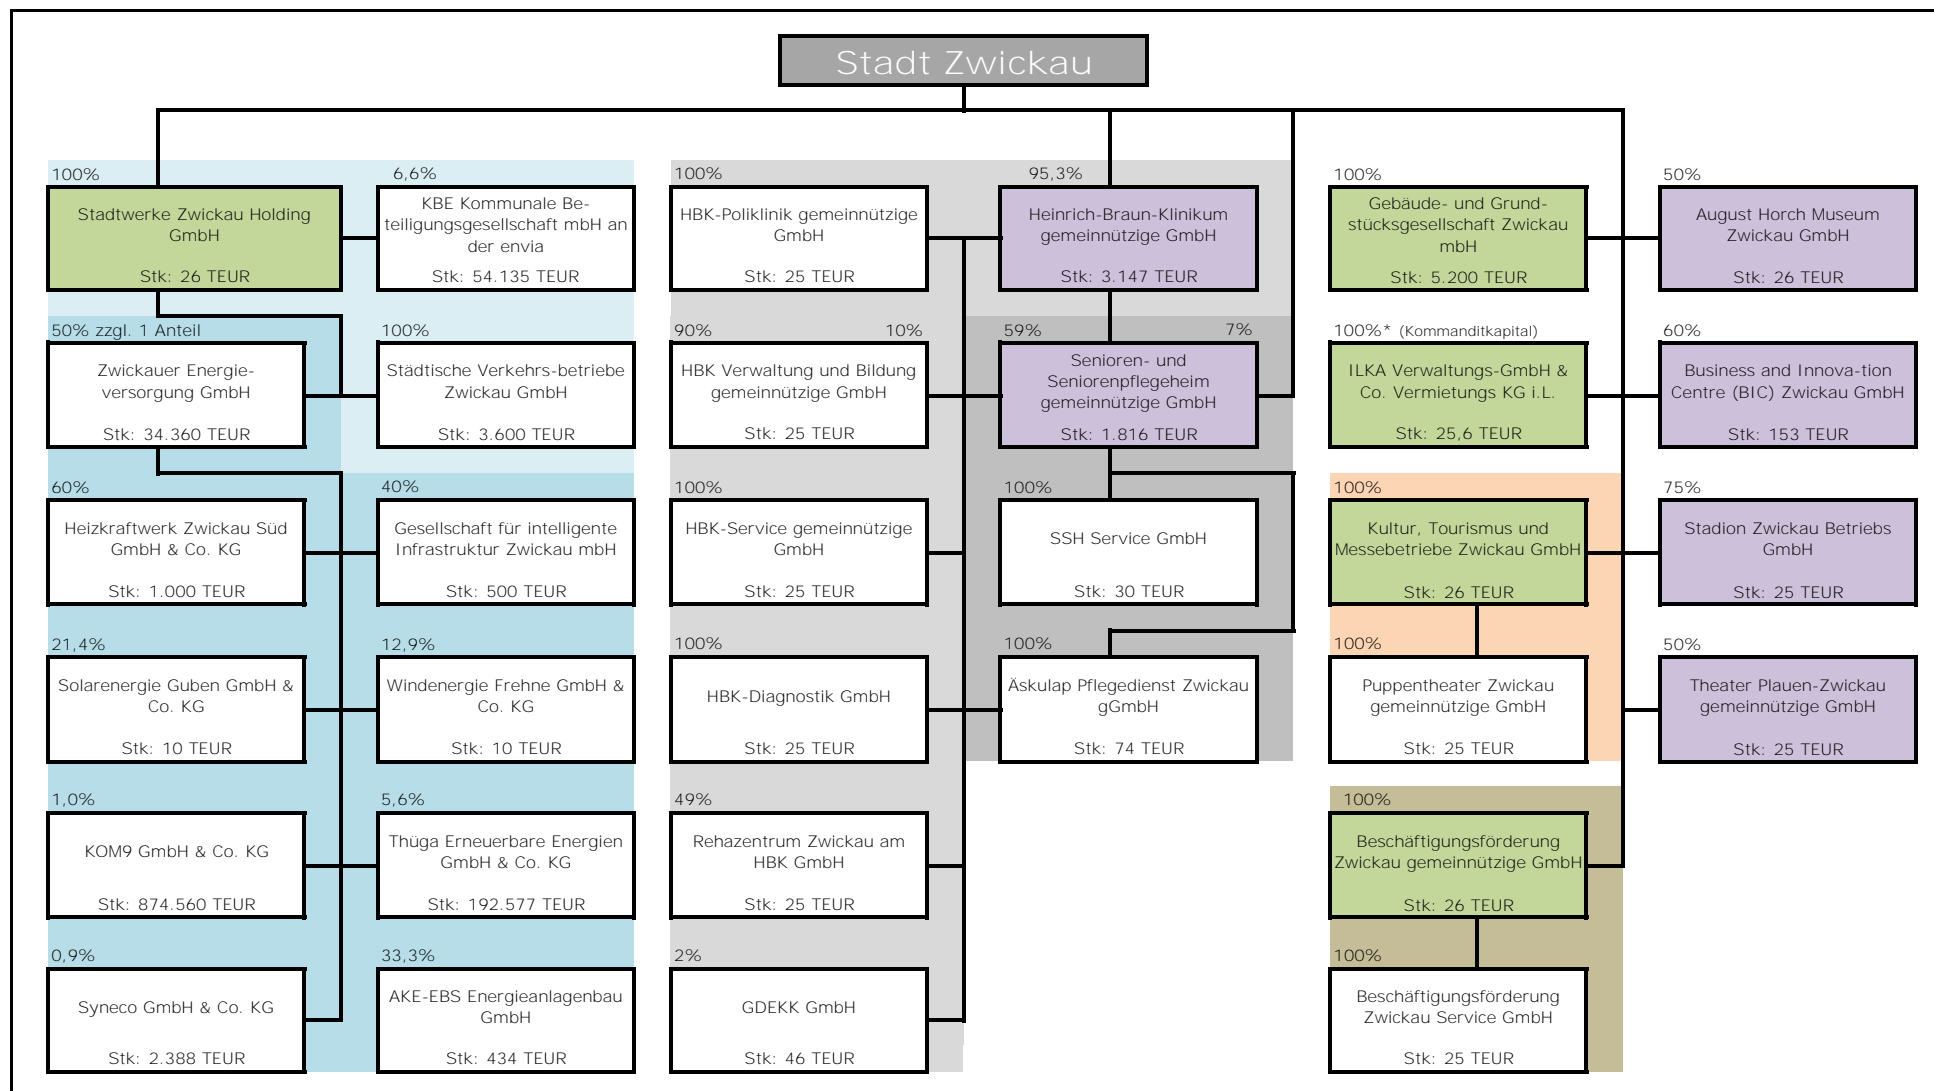 Stadt Zwickau
100%
Stadtwerke Zwickau Holding
GmbH
Stk: 26 TEUR
6,6%
KBE Kommunale Be-
teiligungsgesellschaft mbH an
der envia
Stk: 54.135 TEUR
50% zzgl. 1 Anteil
Zwickauer Energie-
versorgung GmbH
Stk: 34.360 TEUR
100%
Städtische Verkehrs-betriebe
Zwickau GmbH
Stk: 3.600 TEUR
60%
Heizkraftwerk Zwickau Süd
GmbH & Co. KG
Stk: 1.000 TEUR
40%
Gesellschaft für intelligente
Infrastruktur Zwickau mbH
Stk: 500 TEUR
21,4%
Solarenergie Guben GmbH &
Co. KG
Stk: 10 TEUR
12,9%
Windenergie Frehne GmbH &
Co. KG
Stk: 10 TEUR
1,0%
KOM9 GmbH & Co. KG
Stk: 874.560 TEUR
5,6%
Thüga Erneuerbare Energien
GmbH & Co. KG
Stk: 192.577 TEUR
0,9%
Syneco GmbH & Co. KG
Stk: 2.388 TEUR
33,3%
AKE-EBS Energieanlagenbau
GmbH
Stk: 434 TEUR
100%
HBK-Poliklinik gemeinnützige
GmbH
Stk: 25 TEUR
95,3%
Heinrich-Braun-Klinikum
gemeinnützige GmbH
Stk: 3.147 TEUR
90% 10%
HBK Verwaltung und Bildung
gemeinnützige GmbH
Stk: 25 TEUR
59% 7%
Senioren- und
Seniorenpflegeheim
gemeinnützige GmbH
Stk: 1.816 TEUR
100%
HBK-Service gemeinnützige
GmbH
Stk: 25 TEUR
100%
SSH Service GmbH
Stk: 30 TEUR
100%
HBK-Diagnostik GmbH
Stk: 25 TEUR
100%
Äskulap Pflegedienst Zwickau
gGmbH
Stk: 74 TEUR
49%
Rehazentrum Zwickau am
HBK GmbH
Stk: 25 TEUR
2%
GDEKK GmbH
Stk: 46 TEUR
100%
Gebäude- und Grund-
stücksgesellschaft Zwickau
mbH
Stk: 5.200 TEUR
50%
August Horch Museum
Zwickau GmbH
Stk: 26 TEUR
100%* (Kommanditkapital)
ILKA Verwaltungs-GmbH &
Co. Vermietungs KG i.L.
Stk: 25,6 TEUR
60%
Business and Innova-tion
Centre (BIC) Zwickau GmbH
Stk: 153 TEUR
100%
Kultur, Tourismus und
Messebetriebe Zwickau GmbH
Stk: 26 TEUR
75%
Stadion Zwickau Betriebs
GmbH
Stk: 25 TEUR
100%
Puppentheater Zwickau
gemeinnützige GmbH
Stk: 25 TEUR
50%
Theater Plauen-Zwickau
gemeinnützige GmbH
Stk: 25 TEUR
100%
Beschäftigungsförderung
Zwickau gemeinnützige GmbH
Stk: 26 TEUR
100%
Beschäftigungsförderung
Zwickau Service GmbH
Stk: 25 TEUR